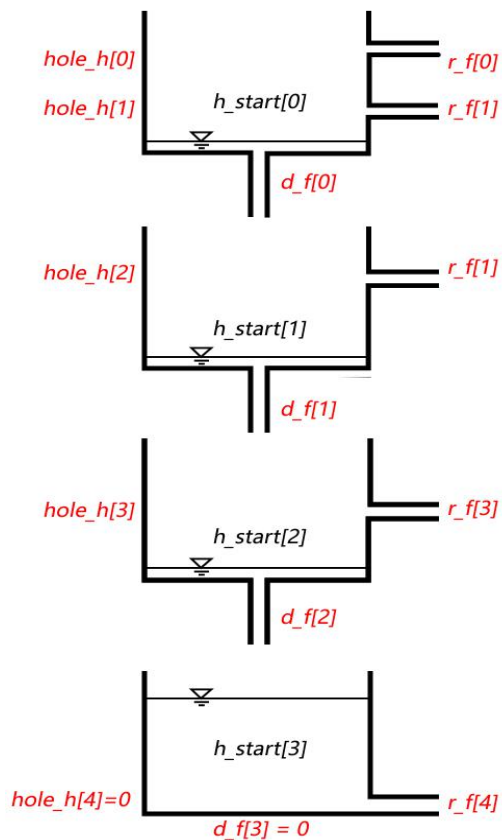 hole_h[0]
r_f[0]
hole_h[1]
h_start[0]
r_f[1]
d_f[0]
hole_h[2]
r_f[1]
h_start[1]
d_f[1]
hole_h[3]
r_f[3]
h_start[2]
d_f[2]
h_start[3]
hole_h[4]=0
r_f[4]
d_f[3] = 0